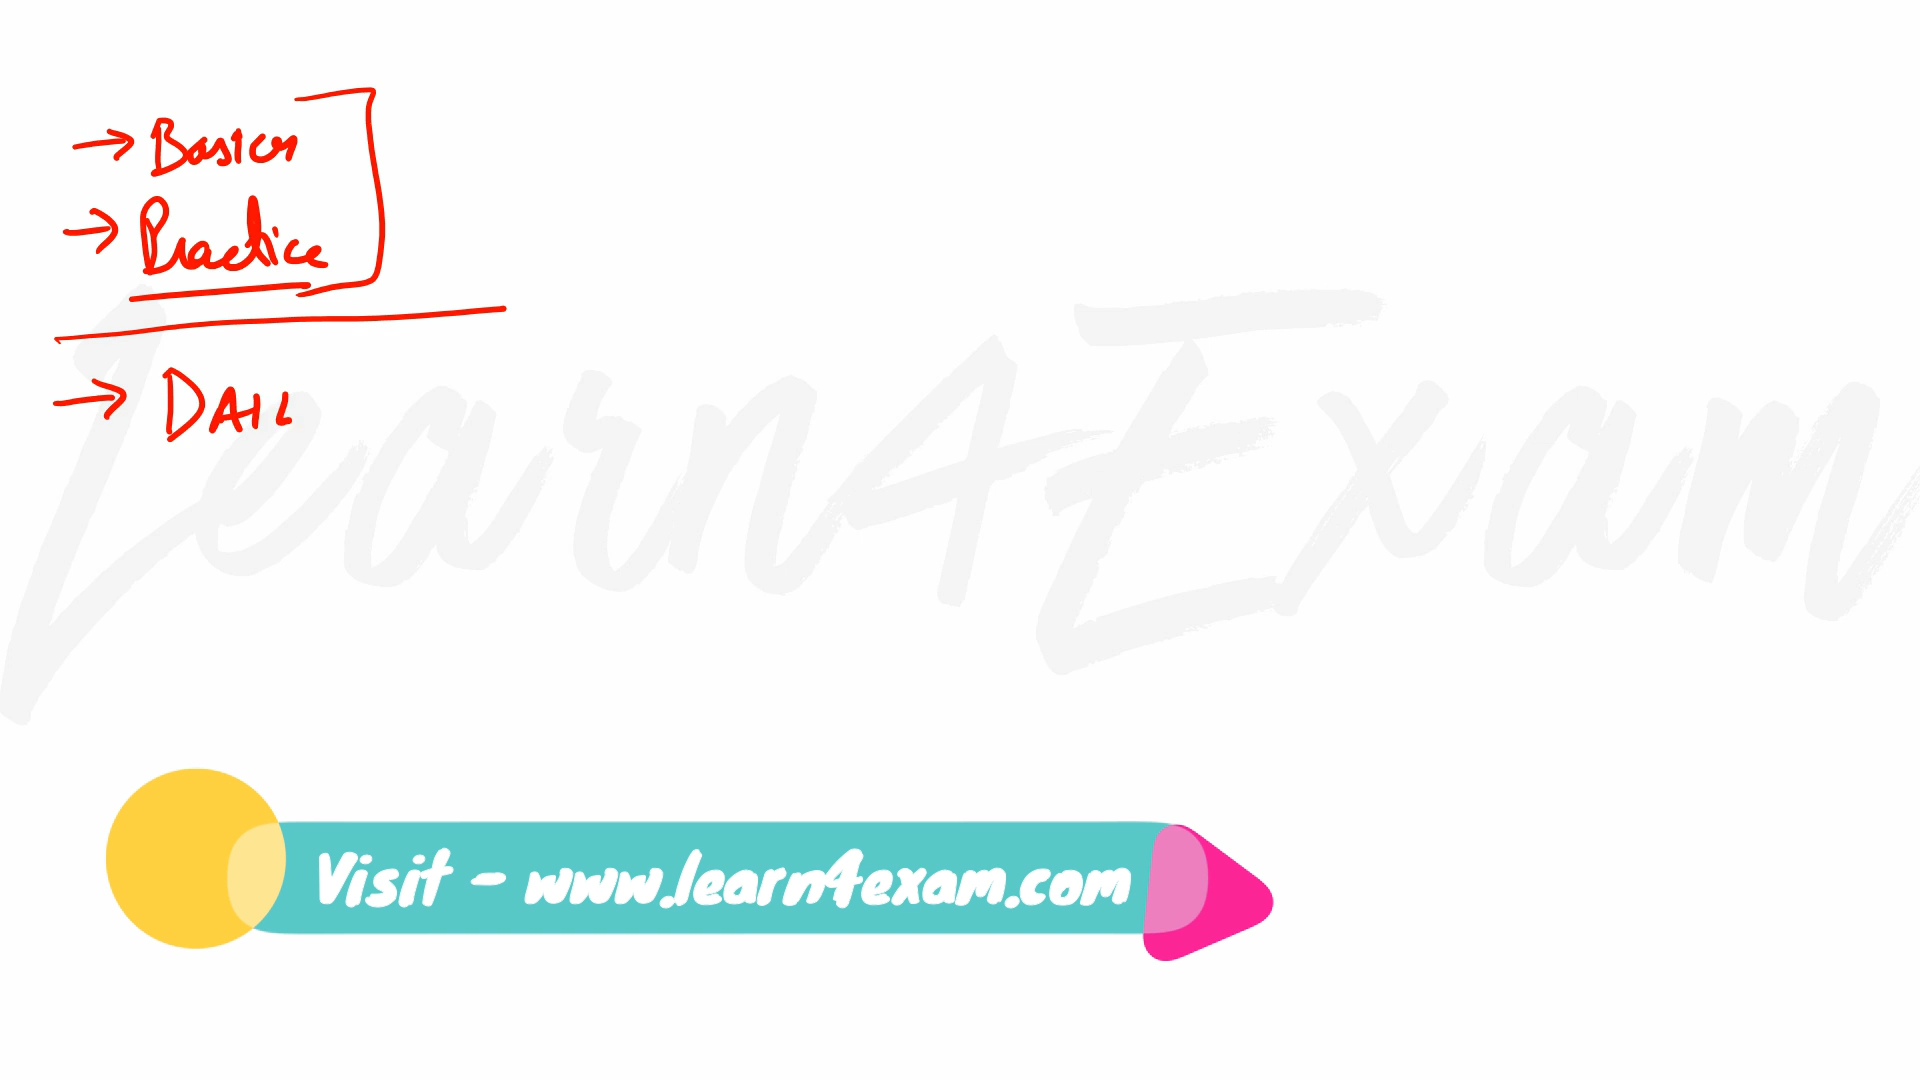 → Basics
→ Practice
→ DAIL
Learn4Exam
Visit - www.learn4exam.com